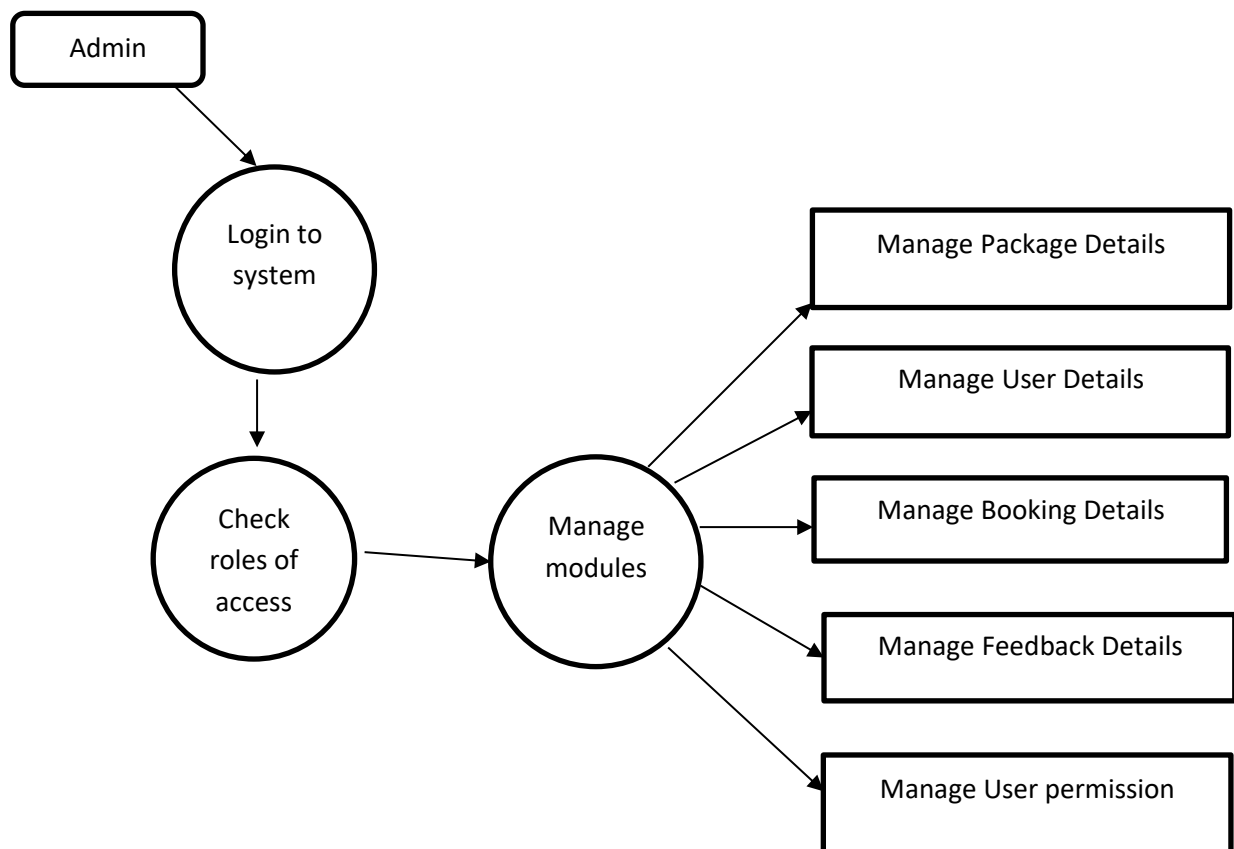 Admin
Login to
system
Check
roles of
access
Manage
modules
Manage Package Details
Manage User Details
Manage Booking Details
Manage Feedback Details
Manage User permission